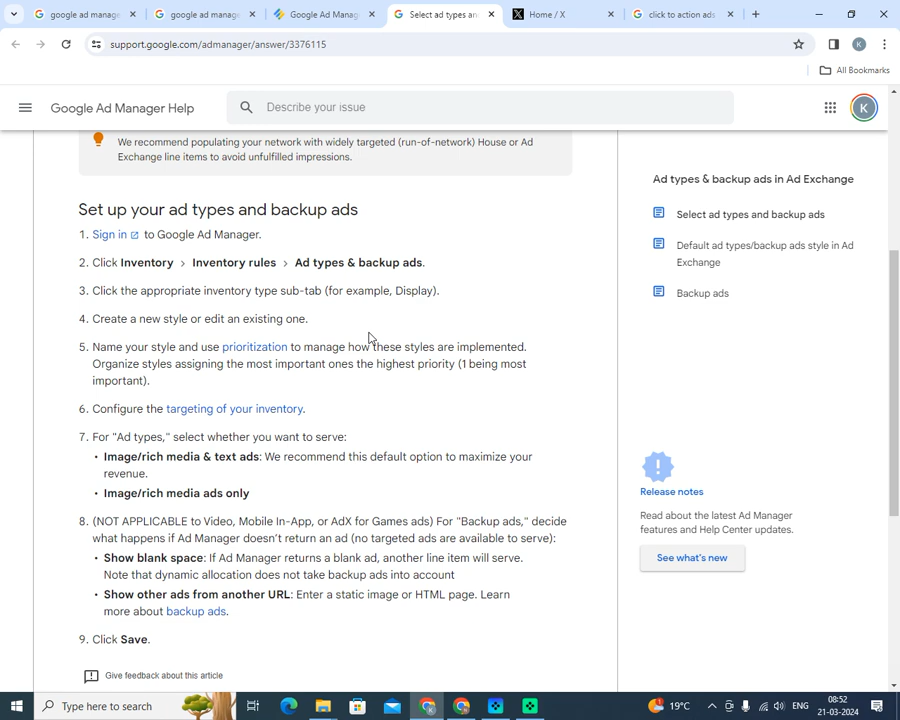 google ad manage
google ad manage
Google Ad Manag
Select ad types an
Home / X
click to action ads
support.google.com/admanager/answer/3376115
K
All Bookmarks
Google Ad Manager Help
Describe your issue
K
We recommend populating your network with widely targeted (run-of-network) House or Ad
Exchange line items to avoid unfulfilled impressions.
Set up your ad types and backup ads
1. Sign in to Google Ad Manager.
2. Click Inventory > Inventory rules > Ad types & backup ads.
3. Click the appropriate inventory type sub-tab (for example, Display).
4. Create a new style or edit an existing one.
5. Name your style and use prioritization to manage how these styles are implemented.
Organize styles assigning the most important ones the highest priority (1 being most
important).
6. Configure the targeting of your inventory.
7. For "Ad types," select whether you want to serve:
• Image/rich media & text ads: We recommend this default option to maximize your
revenue.
• Image/rich media ads only
8. (NOT APPLICABLE to Video, Mobile In-App, or AdX for Games ads) For "Backup ads," decide
what happens if Ad Manager doesn't return an ad (no targeted ads are available to serve):
• Show blank space: If Ad Manager returns a blank ad, another line item will serve.
Note that dynamic allocation does not take backup ads into account
• Show other ads from another URL: Enter a static image or HTML page. Learn
more about backup ads.
9. Click Save.
Give feedback about this article
Ad types & backup ads in Ad Exchange
Select ad types and backup ads
Default ad types/backup ads style in Ad
Exchange
Backup ads
Release notes
Read about the latest Ad Manager
features and Help Center updates.
See what's new
Type here to search
19°C
ENG
08:52
21-03-2024